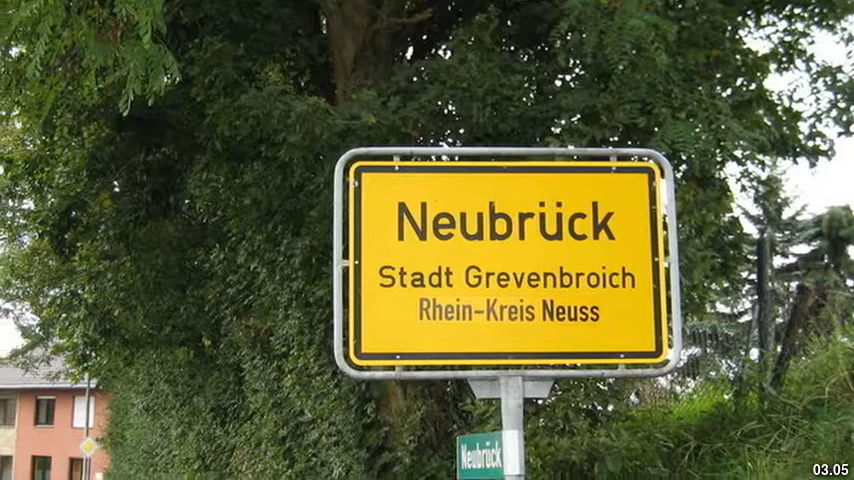 Neubrück
Stadt Grevenbroich
Rhein-Kreis Neuss
Neubrück
03.05